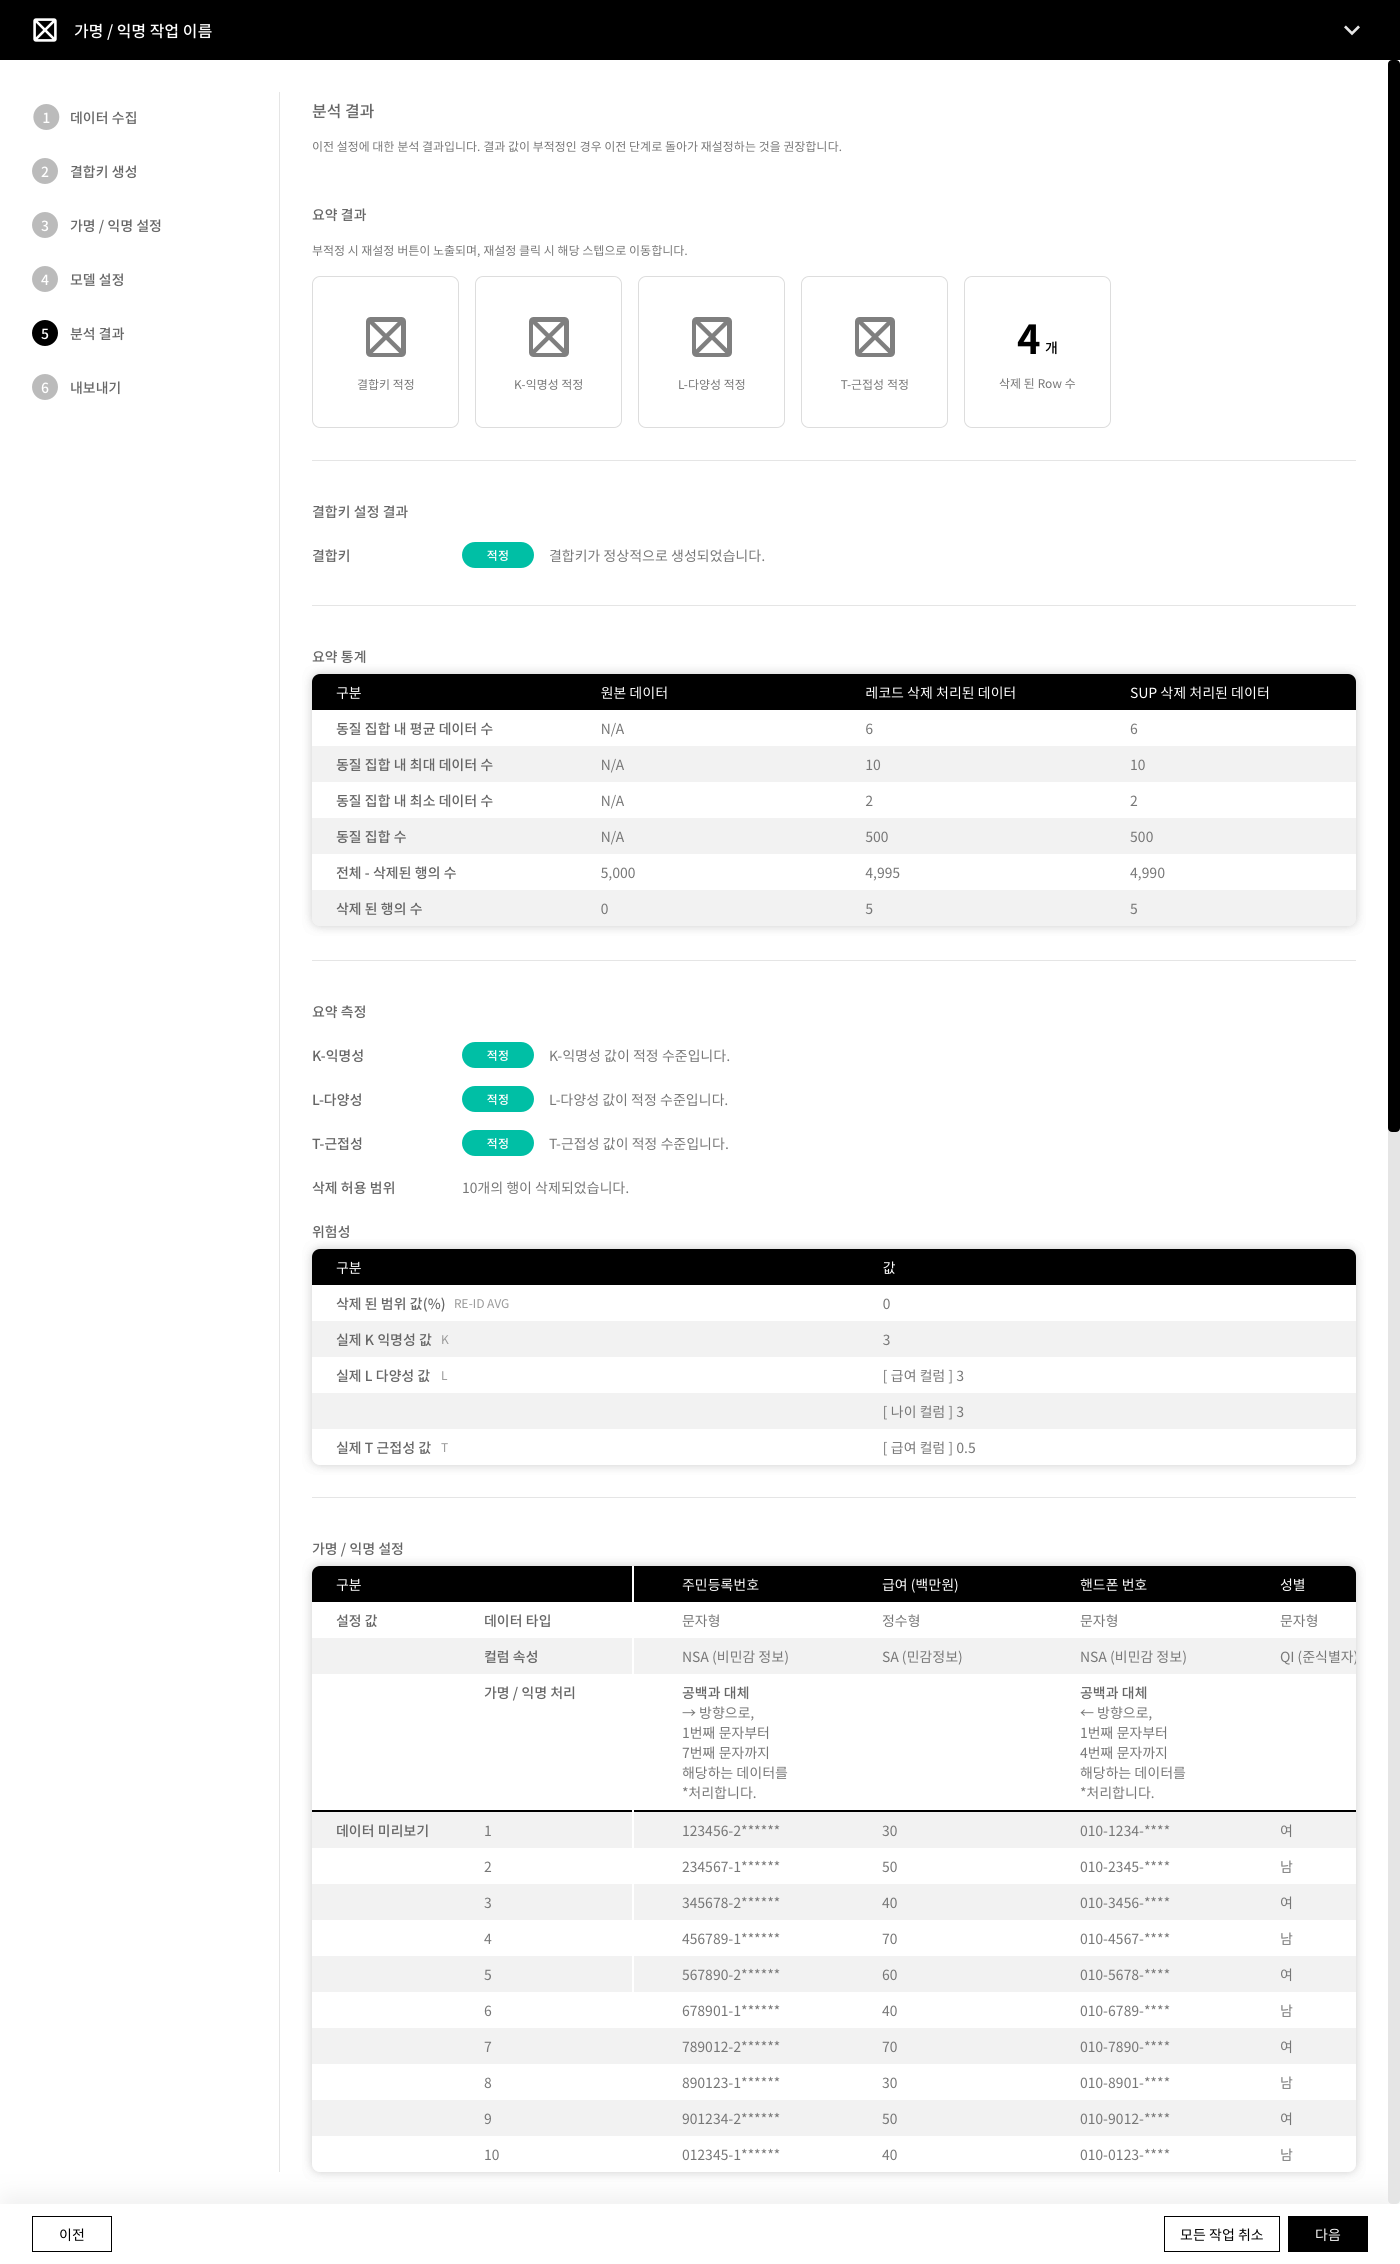 가명 / 익명 작업 이름
1 데이터 수집
2 결합키 생성
3 가명 / 익명 설정
4 모델 설정
5 분석 결과
6 내보내기
분석 결과
이전 설정에 대한 분석 결과입니다. 결과 값이 부적정인 경우 이전 단계로 돌아가 재설정하는 것을 권장합니다.
요약 결과
부적정 시 재설정 버튼이 노출되며, 재설정 클릭 시 해당 스텝으로 이동합니다.
결합키 적정
K-익명성 적정
L-다양성 적정
T-근접성 적정
4 개
삭제 된 Row 수
결합키 설정 결과
결합키 적정 결합키가 정상적으로 생성되었습니다.
요약 통계
구분 원본 데이터 레코드 삭제 처리된 데이터 SUP 삭제 처리된 데이터
동질 집합 내 평균 데이터 수 N/A 6 6
동질 집합 내 최대 데이터 수 N/A 10 10
동질 집합 내 최소 데이터 수 N/A 2 2
동질 집합 수 N/A 500 500
전체 - 삭제된 행의 수 5,000 4,995 4,990
삭제 된 행의 수 0 5 5
요약 측정
K-익명성 적정 K-익명성 값이 적정 수준입니다.
L-다양성 적정 L-다양성 값이 적정 수준입니다.
T-근접성 적정 T-근접성 값이 적정 수준입니다.
삭제 허용 범위 10개의 행이 삭제되었습니다.
위험성
구분 값
삭제 된 범위 값(%) RE-ID AVG 0
실제 K 익명성 값 K 3
실제 L 다양성 값 L [ 급여 컬럼 ] 3
[ 나이 컬럼 ] 3
실제 T 근접성 값 T [ 급여 컬럼 ] 0.5
가명 / 익명 설정
구분 주민등록번호 급여 (백만원) 핸드폰 번호 성별
설정 값 데이터 타입 문자형 정수형 문자형 문자형
컬럼 속성 NSA (비민감 정보) SA (민감정보) NSA (비민감 정보) QI (준식별자)
가명 / 익명 처리 공백과 대체 공백과 대체
→ 방향으로, ← 방향으로,
1번째 문자부터 1번째 문자부터
7번째 문자까지 4번째 문자까지
해당하는 데이터를 해당하는 데이터를
*처리합니다. *처리합니다.
데이터 미리보기 1 123456-2****** 30 010-1234-**** 여
2 234567-1****** 50 010-2345-**** 남
3 345678-2****** 40 010-3456-**** 여
4 456789-1****** 70 010-4567-**** 남
5 567890-2****** 60 010-5678-**** 여
6 678901-1****** 40 010-6789-**** 남
7 789012-2****** 70 010-7890-**** 여
8 890123-1****** 30 010-8901-**** 남
9 901234-2****** 50 010-9012-**** 여
10 012345-1****** 40 010-0123-**** 남
이전 모든 작업 취소 다음